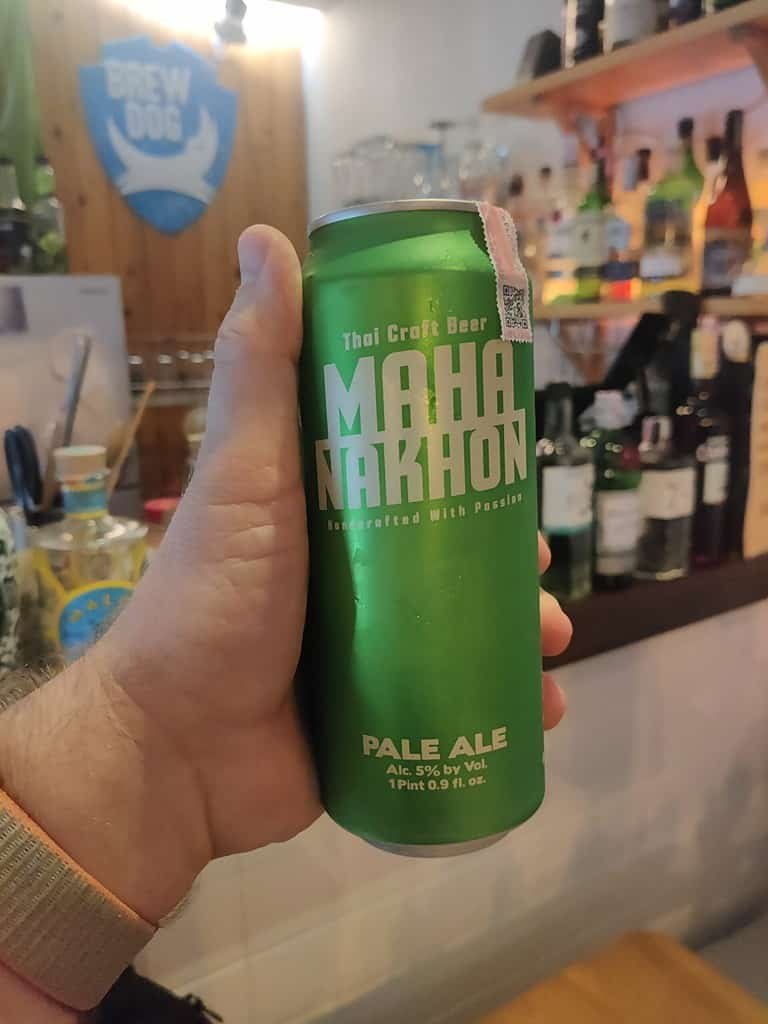 BREW
DOG
Thai Craft Beer
MAHA
NAKHON
Handcrafted With Passion
PALE ALE
Alc. 5% by Vol.
1 Pint 0.9 fl. oz.